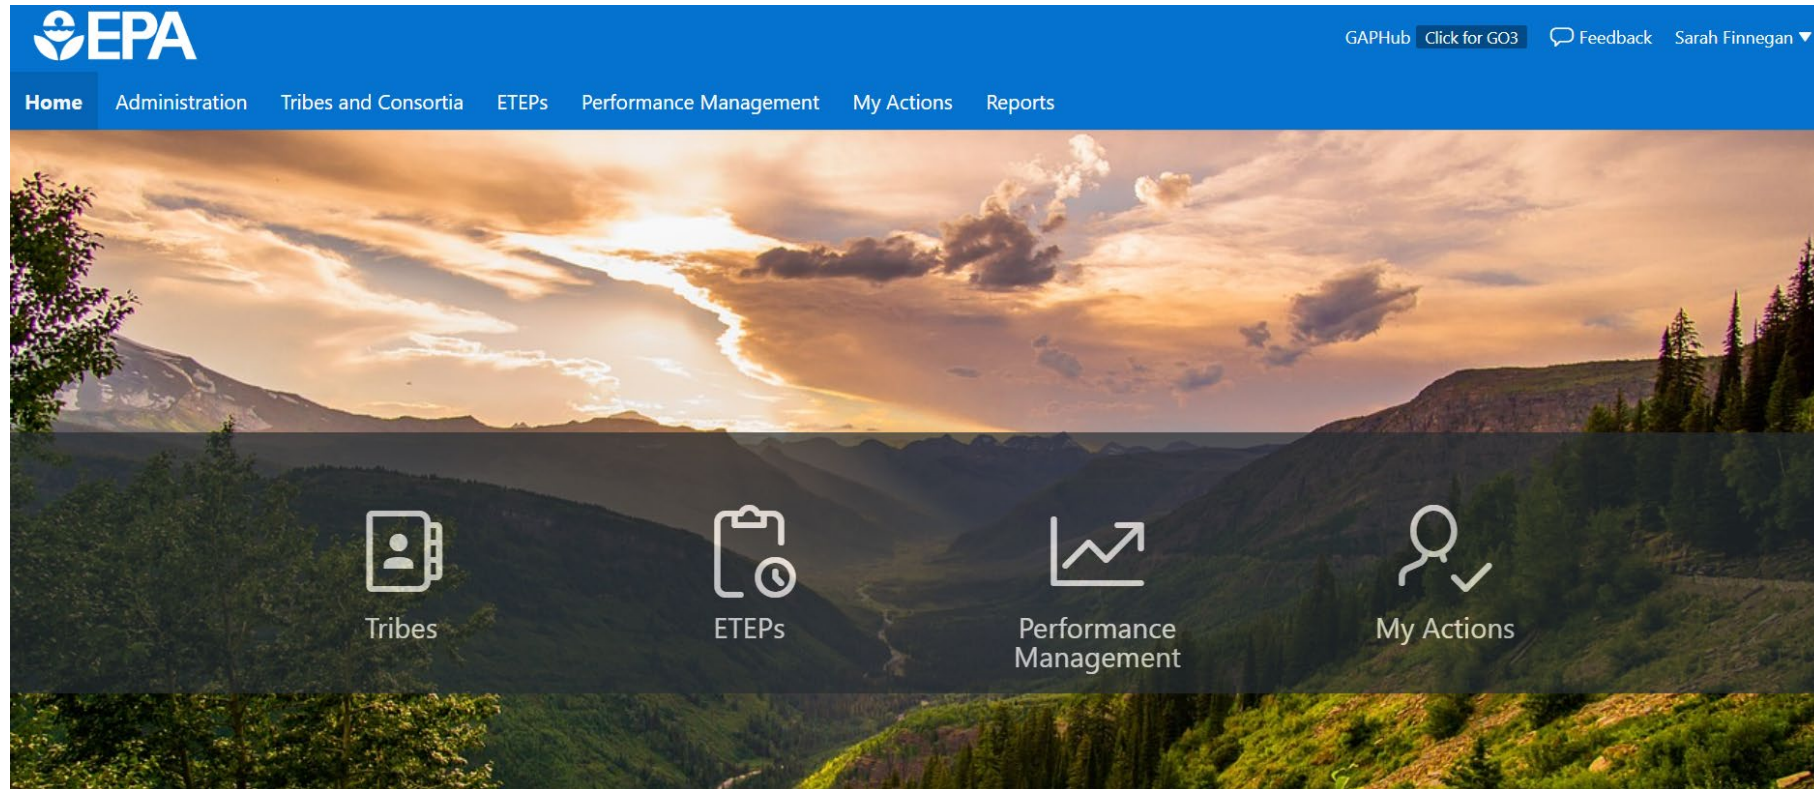 EPA
GAPHub Click for GO3 Feedback Sarah Finnegan
Home Administration Tribes and Consortia ETEPs Performance Management My Actions Reports
Tribes ETEPs Performance Management My Actions